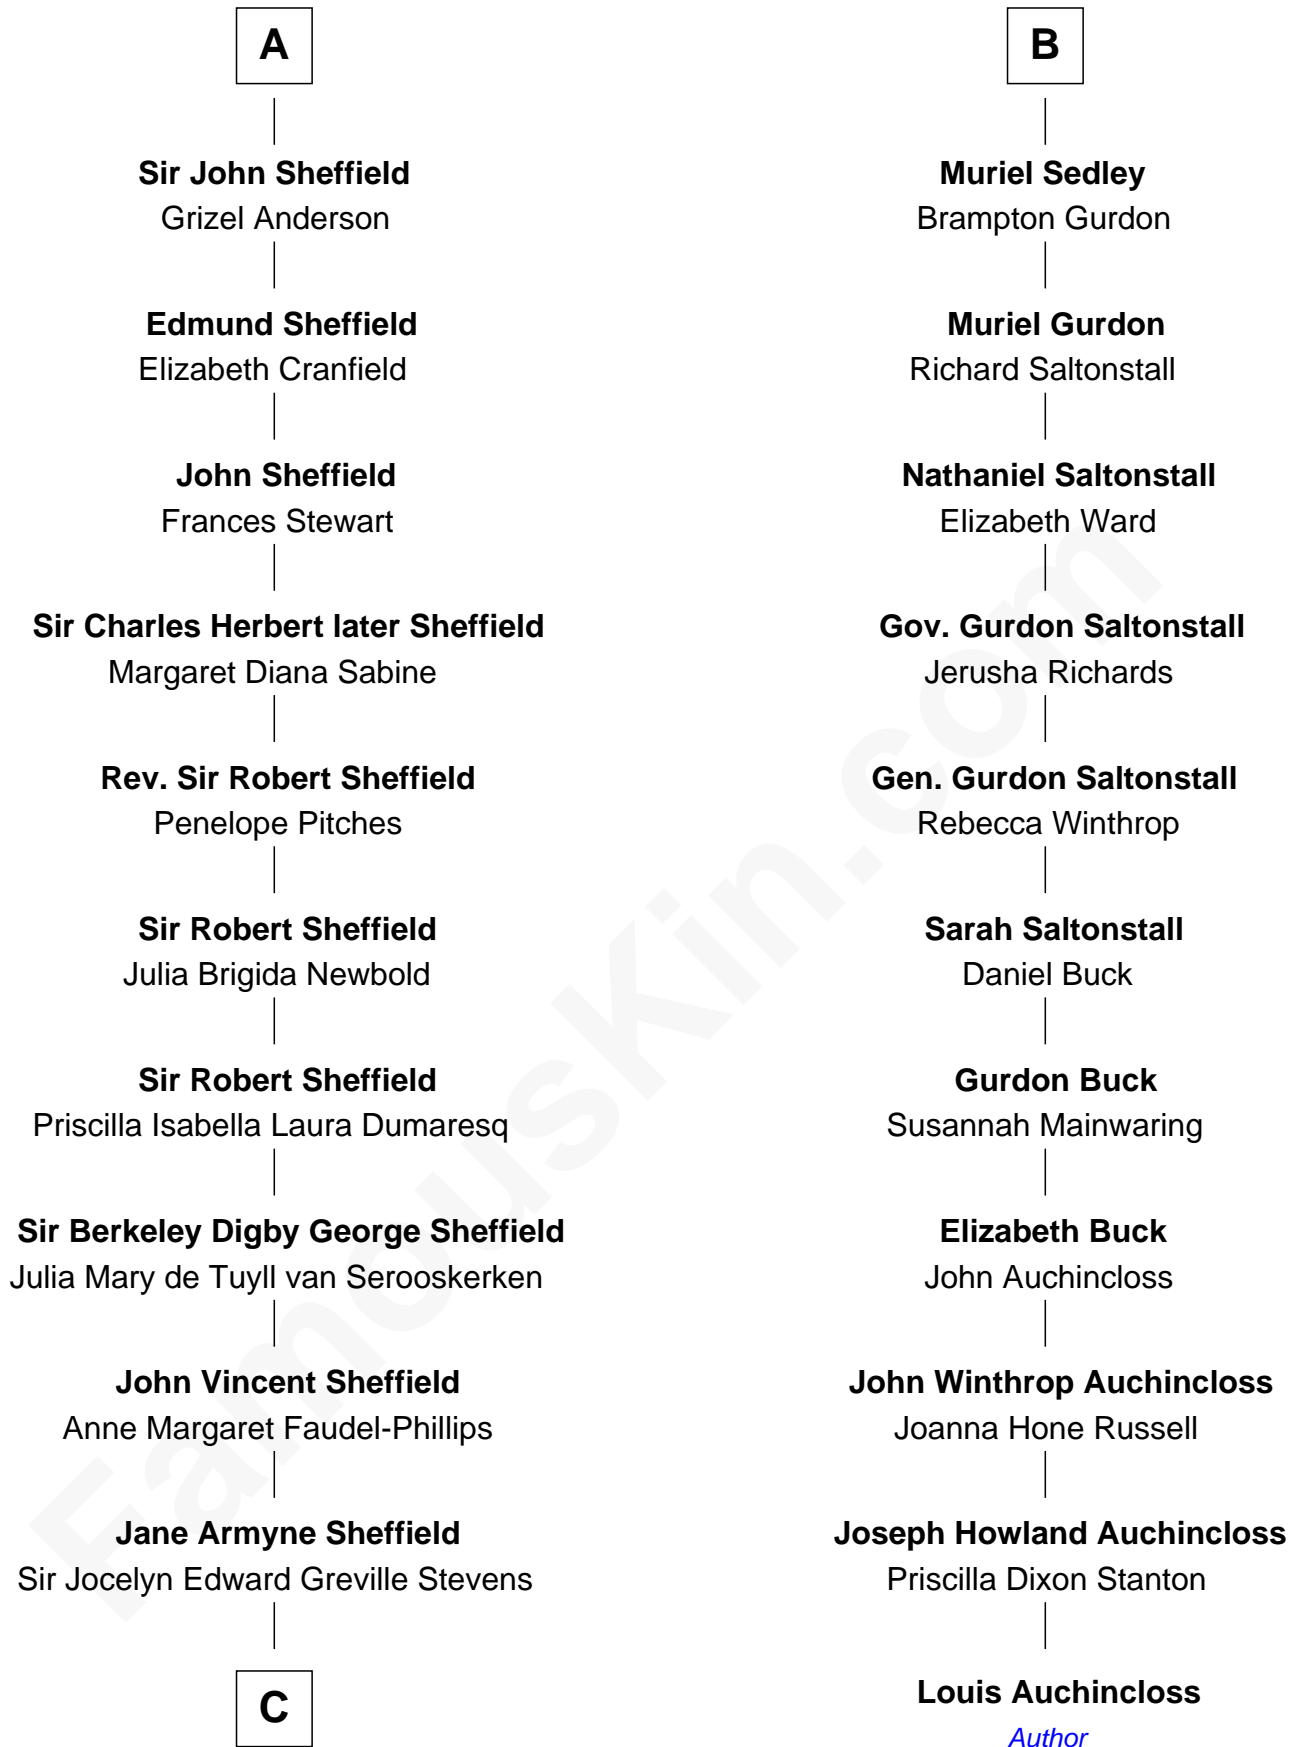 A
Sir John Sheffield
Grizel Anderson
Edmund Sheffield
Elizabeth Cranfield
John Sheffield
Frances Stewart
Sir Charles Herbert later Sheffield
Margaret Diana Sabine
Rev. Sir Robert Sheffield
Penelope Pitches
Sir Robert Sheffield
Julia Brigida Newbold
Sir Robert Sheffield
Priscilla Isabella Laura Dumaresq
Sir Berkeley Digby George Sheffield
Julia Mary de Tuyll van Serooskerken
John Vincent Sheffield
Anne Margaret Faudel-Phillips
Jane Armyne Sheffield
Sir Jocelyn Edward Greville Stevens
C
B
Muriel Sedley
Brampton Gurdon
Muriel Gurdon
Richard Saltonstall
Nathaniel Saltonstall
Elizabeth Ward
Gov. Gurdon Saltonstall
Jerusha Richards
Gen. Gurdon Saltonstall
Rebecca Winthrop
Sarah Saltonstall
Daniel Buck
Gurdon Buck
Susannah Mainwaring
Elizabeth Buck
John Auchincloss
John Winthrop Auchincloss
Joanna Hone Russell
Joseph Howland Auchincloss
Priscilla Dixon Stanton
Louis Auchincloss
Author
FamousKin.com